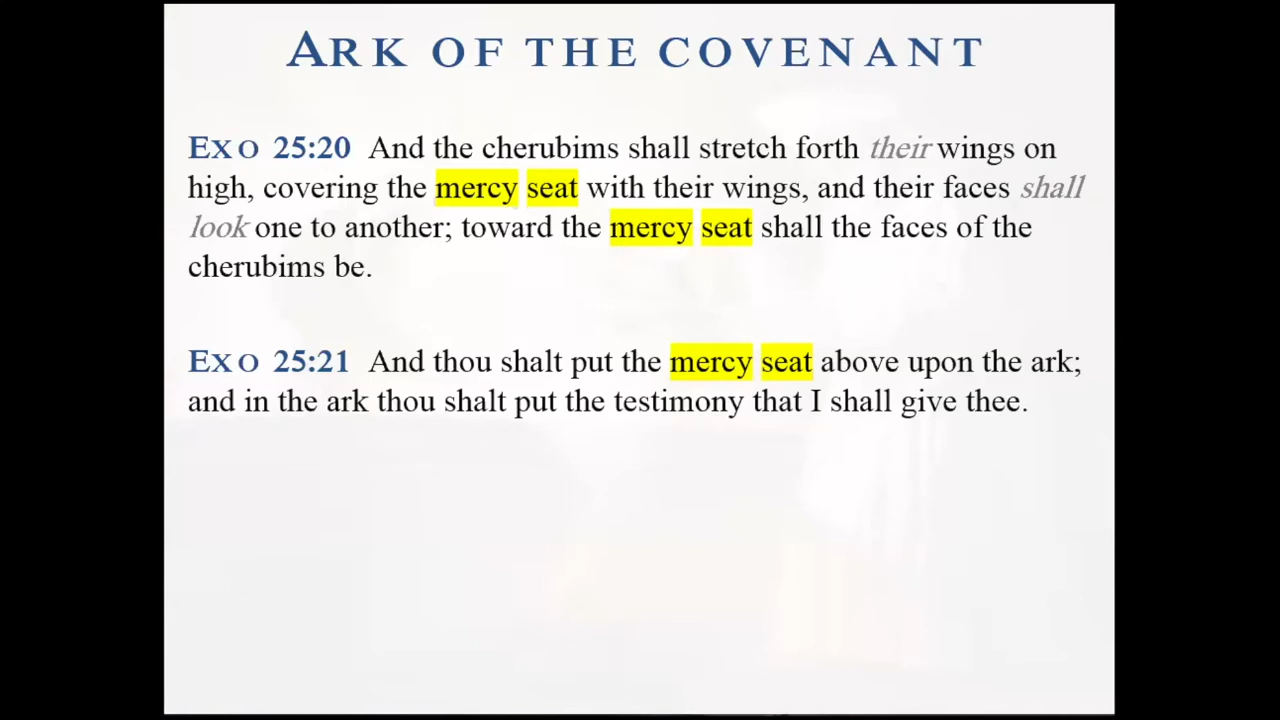 ARK OF THE COVENANT
EXO 25:20 And the cherubims shall stretch forth their wings on
high, covering the mercy seat with their wings, and their faces shall
look one to another; toward the mercy seat shall the faces of the
cherubims be.
EXO 25:21 And thou shalt put the mercy seat above upon the ark;
and in the ark thou shalt put the testimony that I shall give thee.